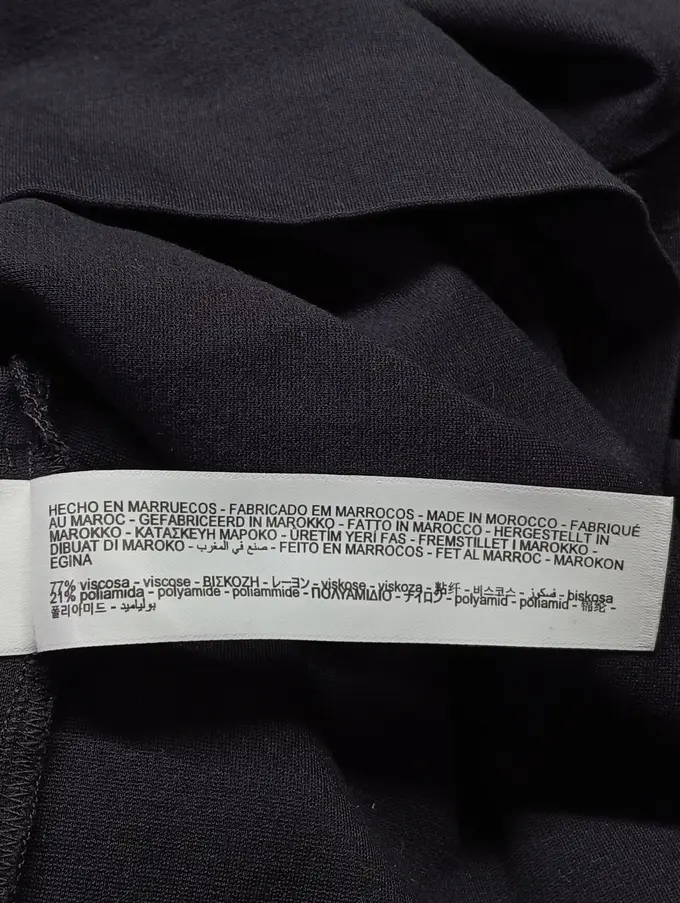 HECHO EN MARRUECOS - FABRICADO EM MARROCOS - MADE IN MOROCCO - FABRIQUÉ
AU MAROC - GEFABRICEERD IN MAROKKO - FATTO IN MAROCCO - HERGESTELLT IN
MAROKKO - ΚΑΤΑΣΚΕΥΗ ΜΑΡΟΚΟ - ÜRETİM YERİ FAS - FREMSTILLET I MAROKKO -
DIBUAT DI MAROKO - صنع في المغرب - FEITO EN MARROCOS - FET AL MARROC - MAROKON
EGINA
77% viscosa - viscose - ΒΙΣΚΟΖΗ - レーヨン - viskose - viskoza - 黏纤 - 비스코스 - فسكوز - biskosa
21% poliamida - polyamide - poliammide - ΠΟΛΥΑΜΙΔΙΟ - ナイロン - polyamid - poliamid - 锦纶 -
폴리아미드 - بولياميد